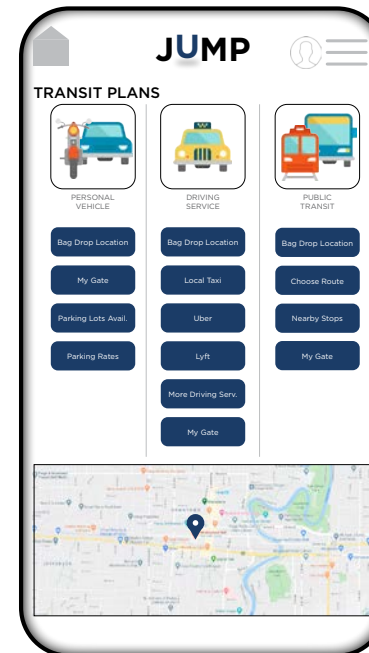 JUMP
TRANSIT PLANS
PERSONAL
VEHICLE
Bag Drop Location
My Gate
Parking Lots Avail.
Parking Rates
DRIVING
SERVICE
Bag Drop Location
Local Taxi
Uber
Lyft
More Driving Serv.
My Gate
PUBLIC
TRANSIT
Bag Drop Location
Choose Route
Nearby Stops
My Gate